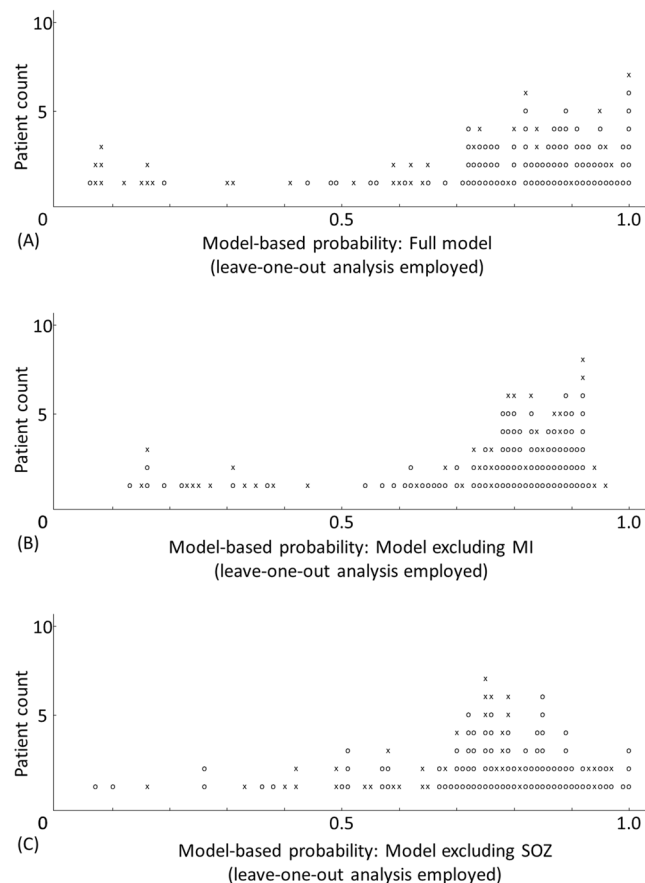 10
5
Patient count
0
0.5
1.0
(A)
Model-based probability: Full model
(leave-one-out analysis employed)
10
5
Patient count
0
0.5
1.0
(B)
Model-based probability: Model excluding MI
(leave-one-out analysis employed)
10
5
Patient count
0
0.5
1.0
(C)
Model-based probability: Model excluding SOZ
(leave-one-out analysis employed)